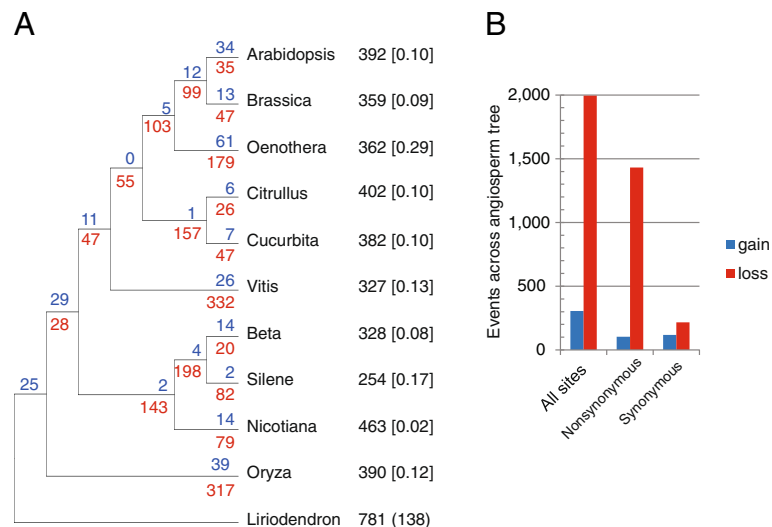 A
34
Arabidopsis 392 [0.10]
35
12
99
13
Brassica 359 [0.09]
47
5
103
61
Oenothera 362 [0.29]
179
0
55
6
Citrullus 402 [0.10]
26
1
157
7
Cucurbita 382 [0.10]
47
11
47
26
Vitis 327 [0.13]
332
29
28
14
Beta 328 [0.08]
20
4
198
2
Silene 254 [0.17]
82
2
143
14
Nicotiana 463 [0.02]
79
25
39
Oryza 390 [0.12]
317
Liriodendron 781 (138)
B
Events across angiosperm tree
2,000
1,500
1,000
500
0
All sites
Nonsynonymous
Synonymous
gain
loss